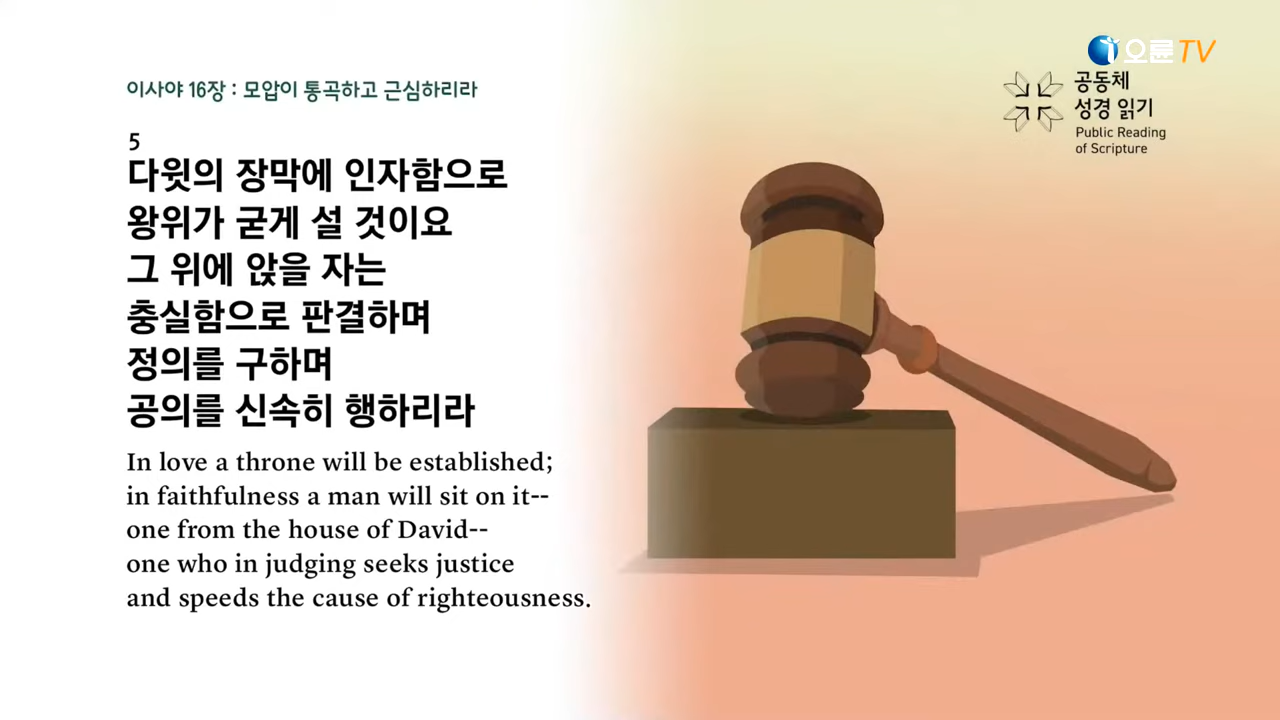 오륜TV
이사야 16장 : 모압이 통곡하고 근심하리라
공동체
성경 읽기
Public Reading
of Scripture
5
다윗의 장막에 인자함으로
왕위가 굳게 설 것이요
그 위에 앉을 자는
충실함으로 판결하며
정의를 구하며
공의를 신속히 행하리라
In love a throne will be established;
in faithfulness a man will sit on it--
one from the house of David--
one who in judging seeks justice
and speeds the cause of righteousness.